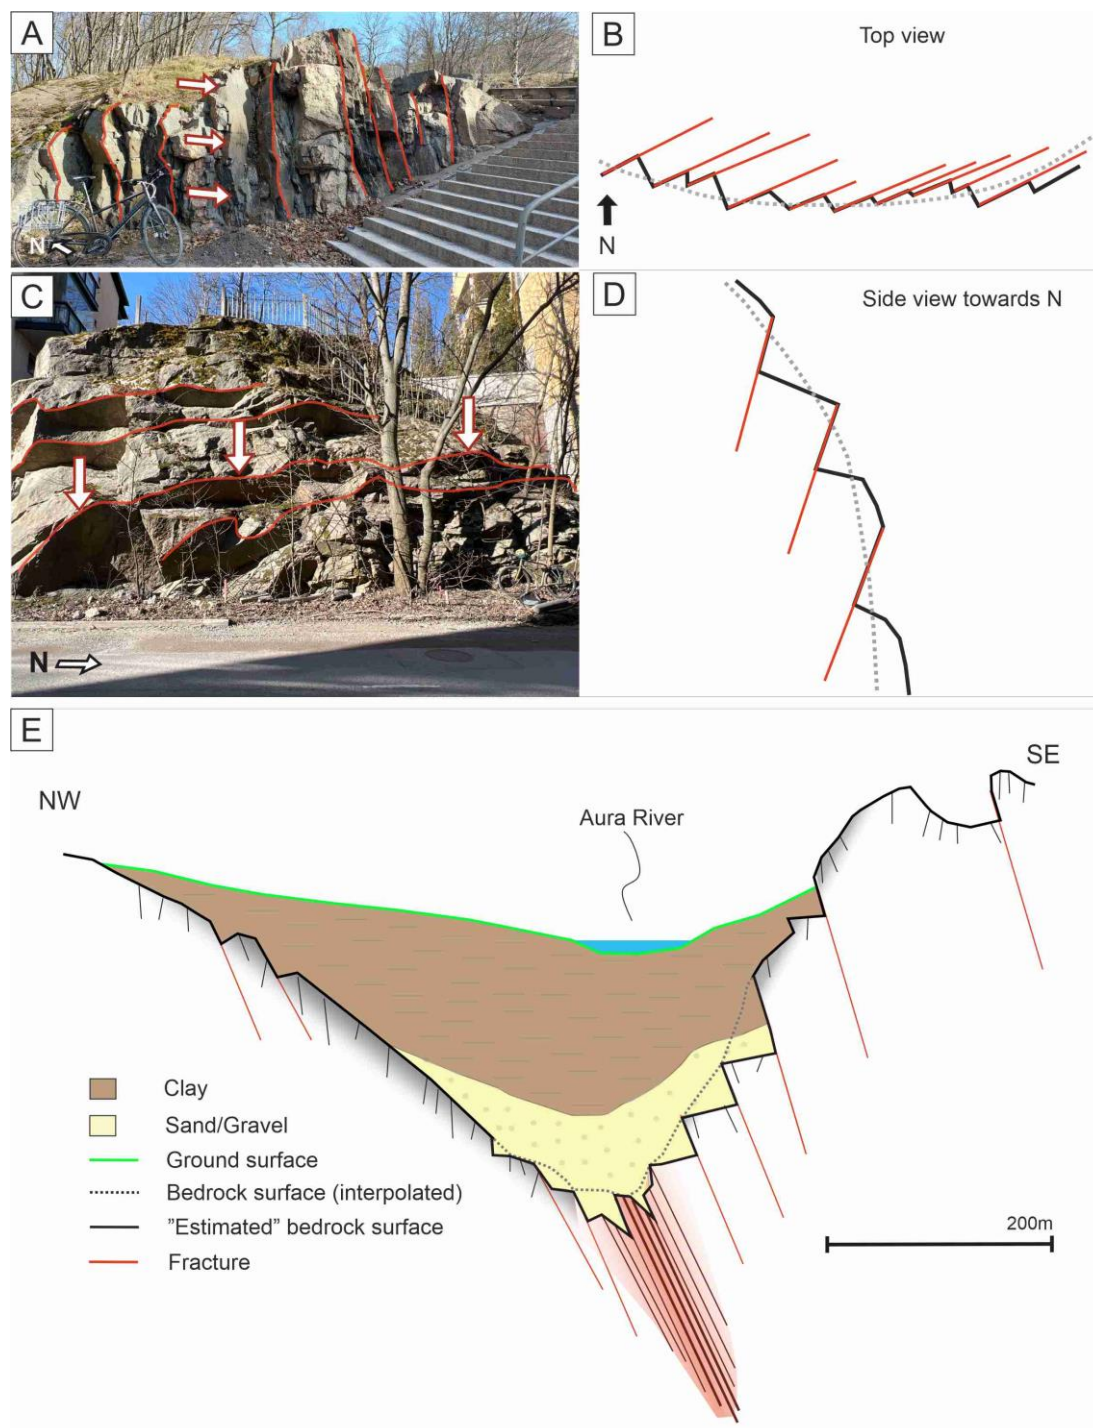 A
B
Top view
N
N
C
D
Side view towards N
N
E
NW
SE
Aura River
Clay
Sand/Gravel
Ground surface
Bedrock surface (interpolated)
"Estimated" bedrock surface
Fracture
200m